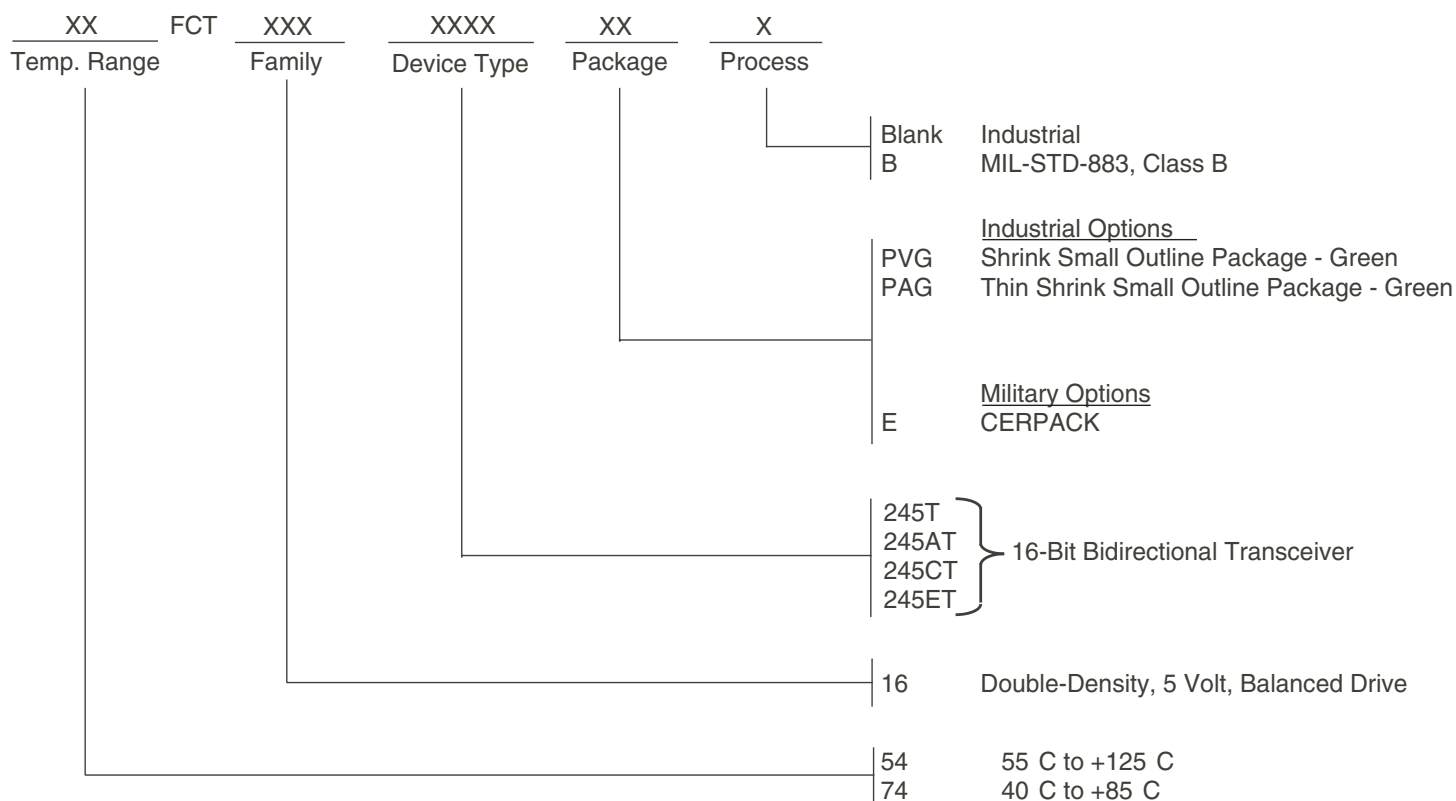 XX FCT XXX XXXX XX X
Temp. Range Family Device Type Package Process
Blank Industrial
B MIL-STD-883, Class B
Industrial Options
PVG Shrink Small Outline Package - Green
PAG Thin Shrink Small Outline Package - Green
Military Options
E CERPACK
245T
245AT
245CT
245ET
16-Bit Bidirectional Transceiver
16 Double-Density, 5 Volt, Balanced Drive
54 55 C to +125 C
74 40 C to +85 C